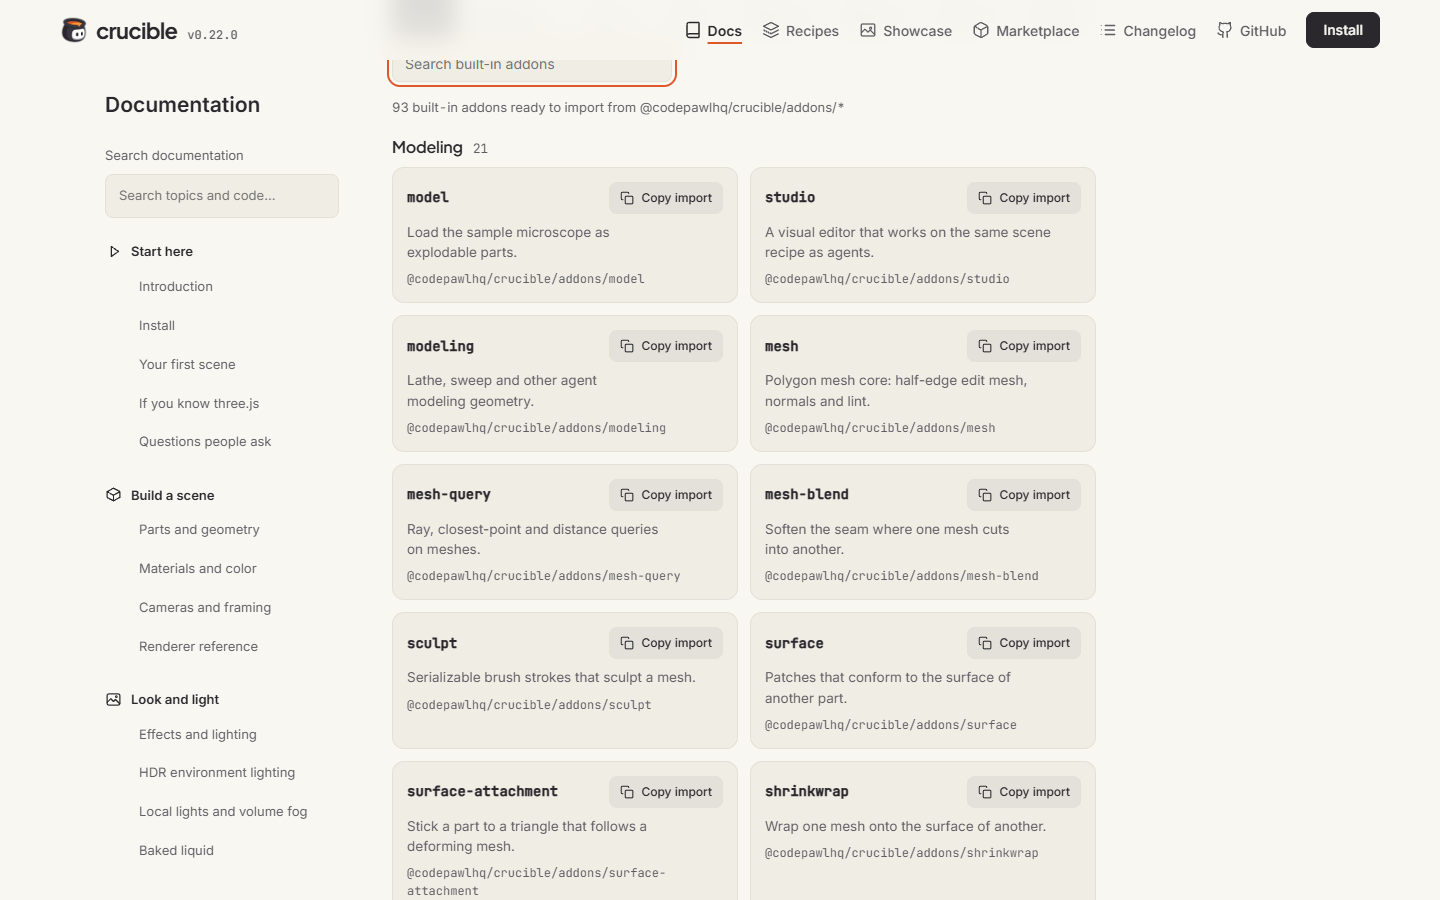 crucible v0.22.0
Docs
Recipes
Showcase
Marketplace
Changelog
GitHub
Install
Documentation
Search documentation
Search topics and code...
Start here
Introduction
Install
Your first scene
If you know three.js
Questions people ask
Build a scene
Parts and geometry
Materials and color
Cameras and framing
Renderer reference
Look and light
Effects and lighting
HDR environment lighting
Local lights and volume fog
Baked liquid
Search built-in addons
93 built-in addons ready to import from @codepawlhq/crucible/addons/*
Modeling 21
model
Copy import
Load the sample microscope as
explodable parts.
@codepawlhq/crucible/addons/model
studio
Copy import
A visual editor that works on the same scene
recipe as agents.
@codepawlhq/crucible/addons/studio
modeling
Copy import
Lathe, sweep and other agent
modeling geometry.
@codepawlhq/crucible/addons/modeling
mesh
Copy import
Polygon mesh core: half-edge edit mesh,
normals and lint.
@codepawlhq/crucible/addons/mesh
mesh-query
Copy import
Ray, closest-point and distance queries
on meshes.
@codepawlhq/crucible/addons/mesh-query
mesh-blend
Copy import
Soften the seam where one mesh cuts
into another.
@codepawlhq/crucible/addons/mesh-blend
sculpt
Copy import
Serializable brush strokes that sculpt a mesh.
@codepawlhq/crucible/addons/sculpt
surface
Copy import
Patches that conform to the surface of
another part.
@codepawlhq/crucible/addons/surface
surface-attachment
Copy import
Stick a part to a triangle that follows a
deforming mesh.
@codepawlhq/crucible/addons/surface-
attachment
shrinkwrap
Copy import
Wrap one mesh onto the surface of another.
@codepawlhq/crucible/addons/shrinkwrap